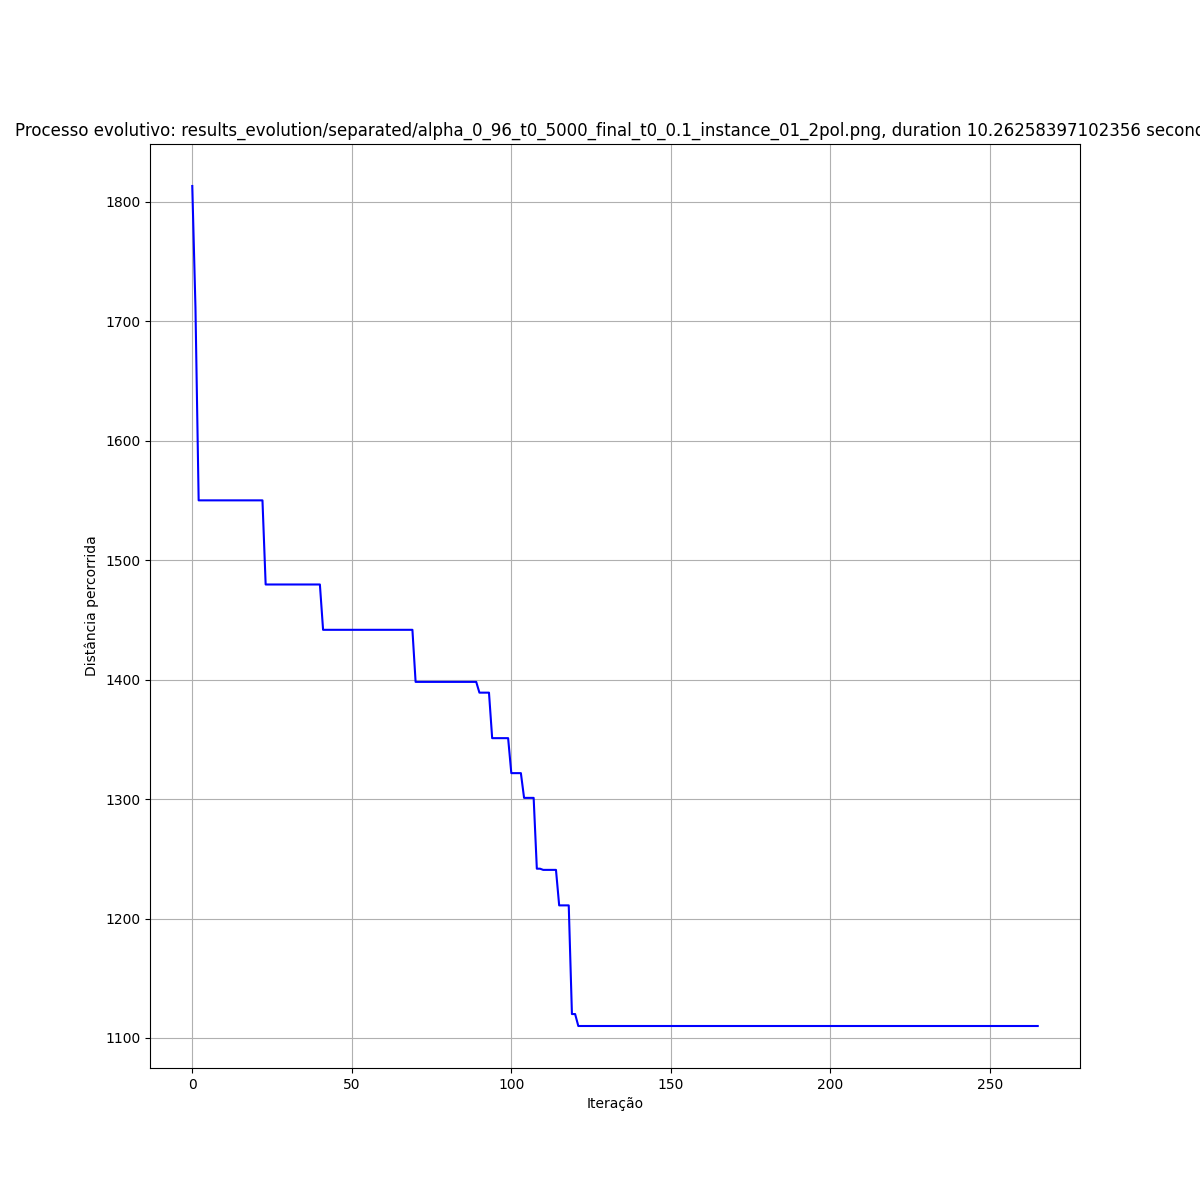 Processo evolutivo: results_evolution/separated/alpha_0_96_t0_5000_final_t0_0.1_instance_01_2pol.png, duration 10.26258397102356 second
1800
1700
1600
1500
1400
1300
1200
1100
Distância percorrida
0 50 100 150 200 250
Iteração